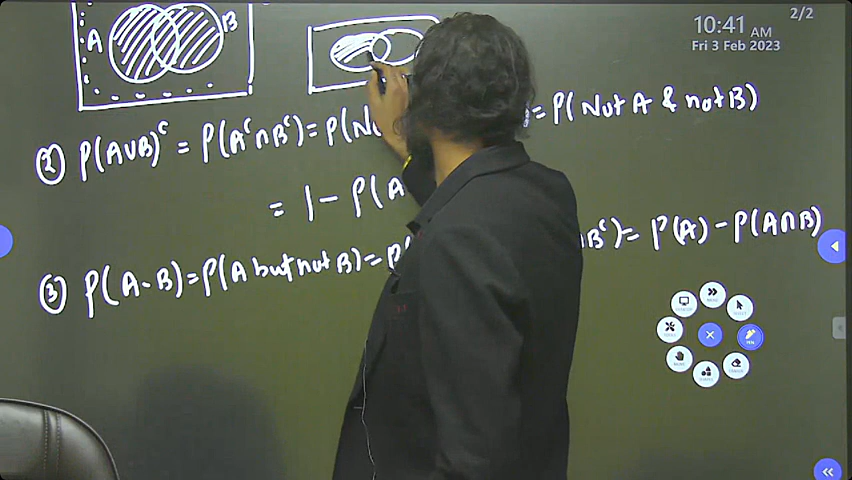 2/2
10:41 AM
Fri 3 Feb 2023
A B
② P(A∪B)ᶜ = P(Aᶜ∩Bᶜ) = P(No = P(Not A & not B)
= 1 - P(A
③ P(A-B) = P(A but not B) = P( ∩Bᶜ) = P(A) - P(A∩B)